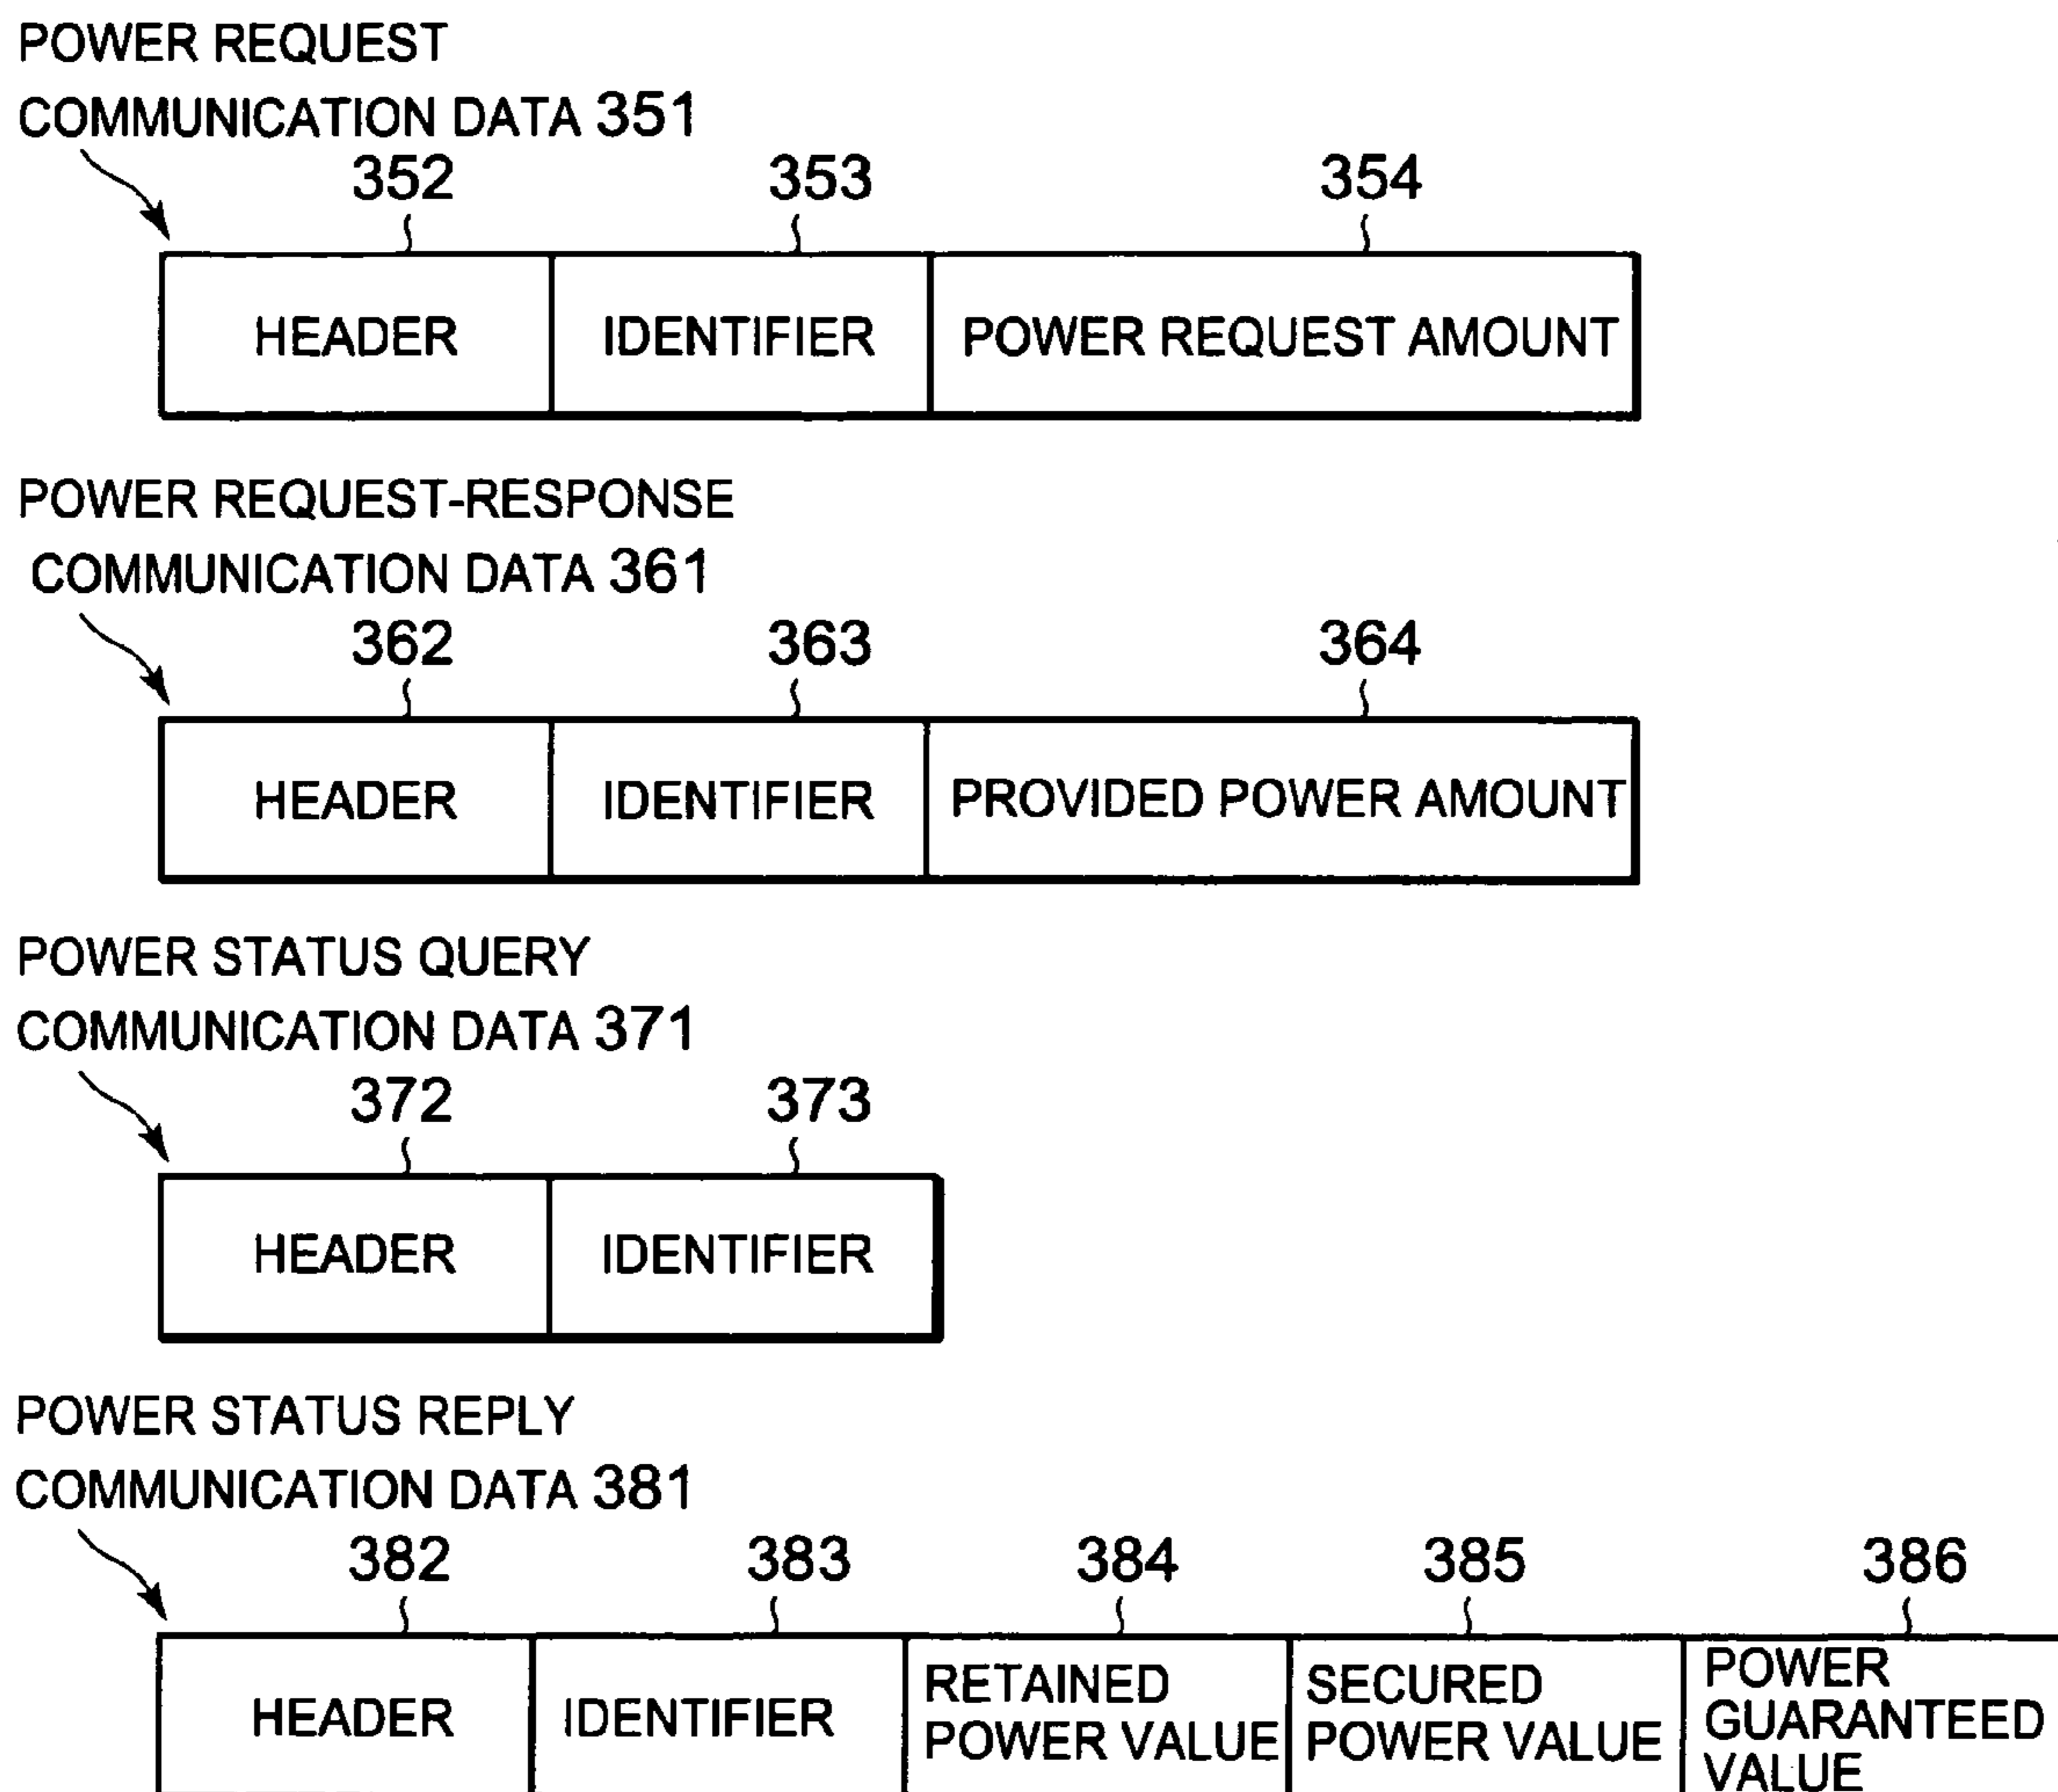 POWER REQUEST
COMMUNICATION DATA 351
352 353 354
HEADER IDENTIFIER POWER REQUEST AMOUNT
POWER REQUEST-RESPONSE
COMMUNICATION DATA 361
362 363 364
HEADER IDENTIFIER PROVIDED POWER AMOUNT
POWER STATUS QUERY
COMMUNICATION DATA 371
372 373
HEADER IDENTIFIER
POWER STATUS REPLY
COMMUNICATION DATA 381
382 383 384 385 386
HEADER
IDENTIFIER
RETAINED
POWER VALUE
SECURED
POWER VALUE
POWER
GUARANTEED
VALUE